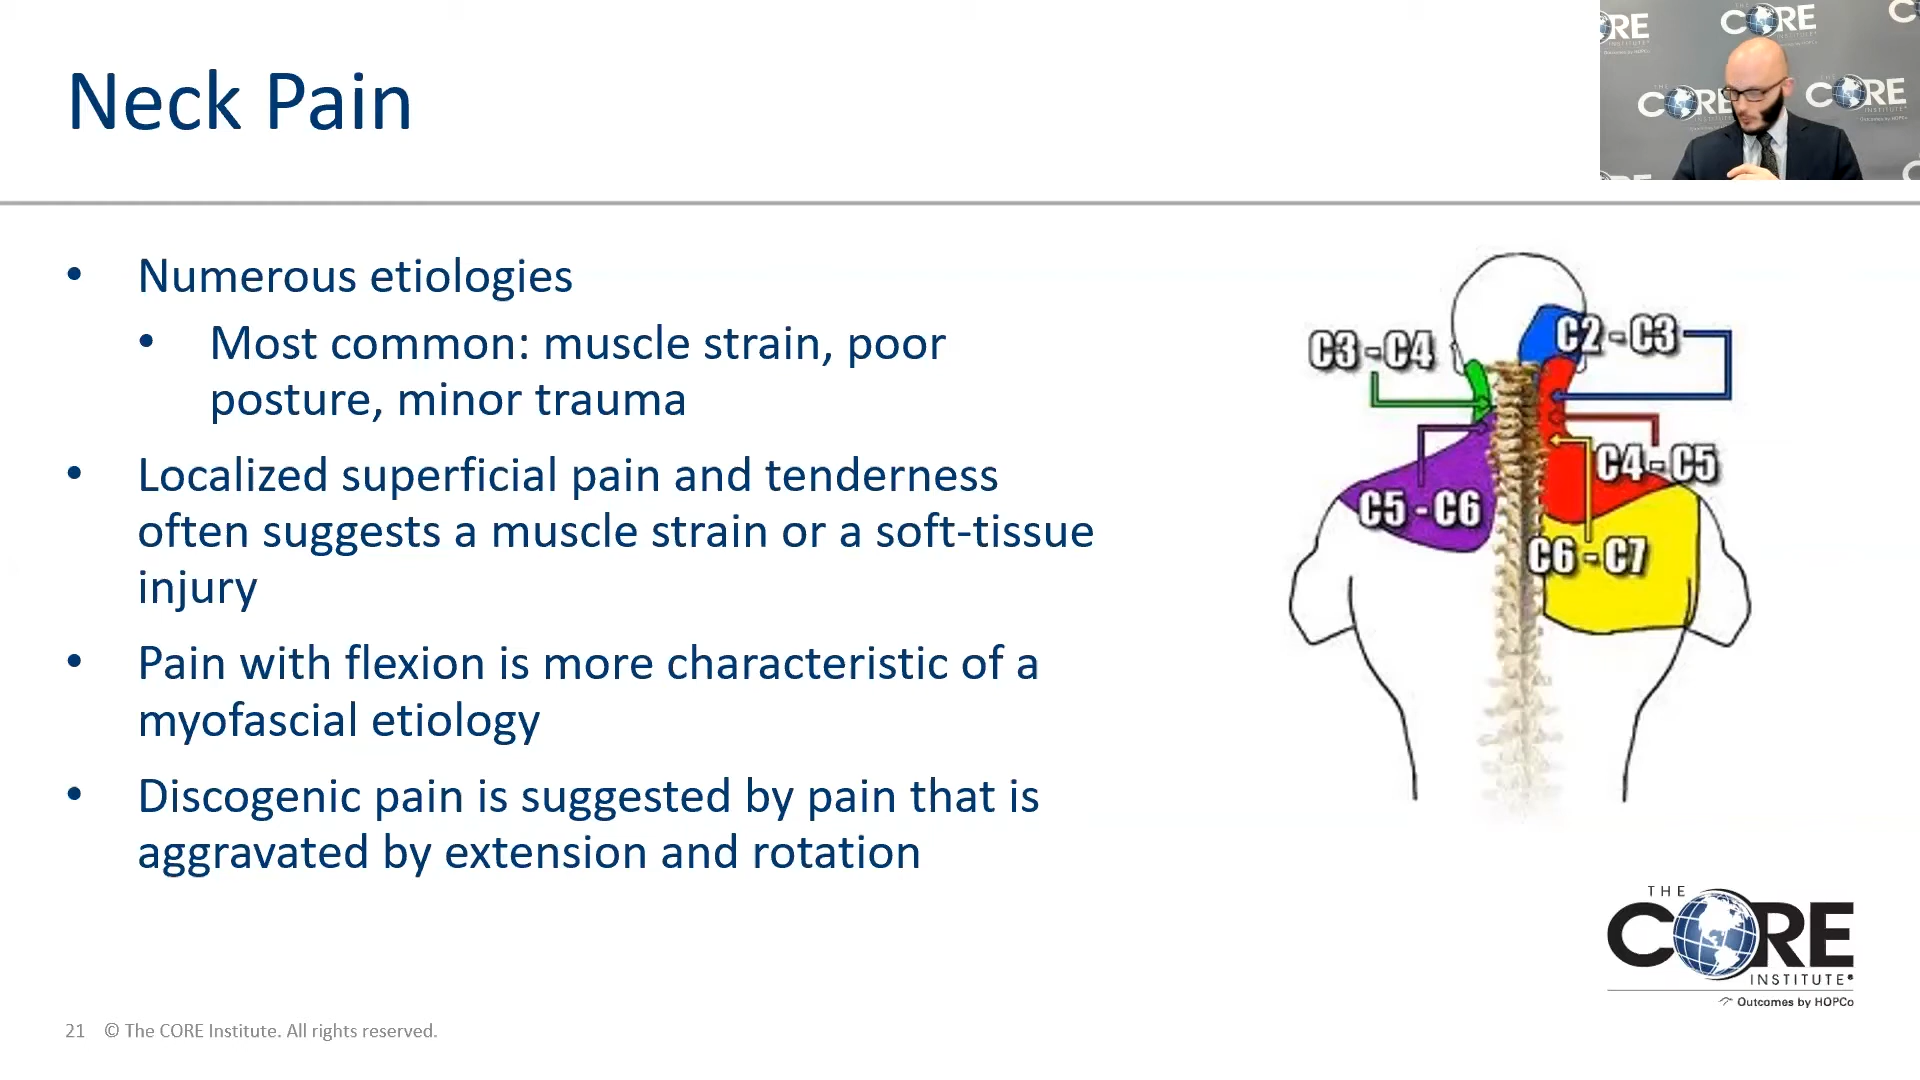 Neck Pain
• Numerous etiologies
• Most common: muscle strain, poor
posture, minor trauma
• Localized superficial pain and tenderness
often suggests a muscle strain or a soft-tissue
injury
• Pain with flexion is more characteristic of a
myofascial etiology
• Discogenic pain is suggested by pain that is
aggravated by extension and rotation
C3 - C4
C2 - C3
C4 - C5
C5 - C6
C6 - C7
THE
CORE
INSTITUTE
Outcomes by HOPCo
21 © The CORE Institute. All rights reserved.
CORE
CORE
CORE